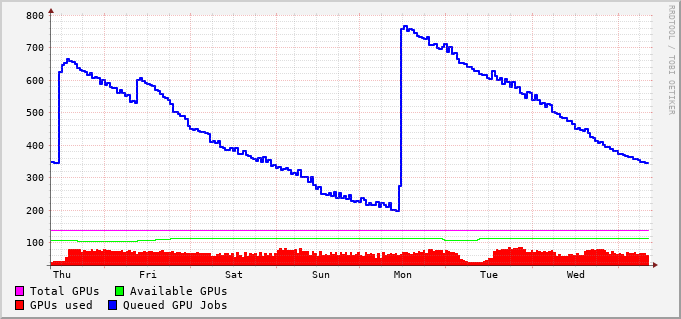 800
700
600
500
400
300
200
100
Thu Fri Sat Sun Mon Tue Wed
Total GPUs Available GPUs
GPUs used Queued GPU Jobs
RRDTOOL / TOBI OETIKER